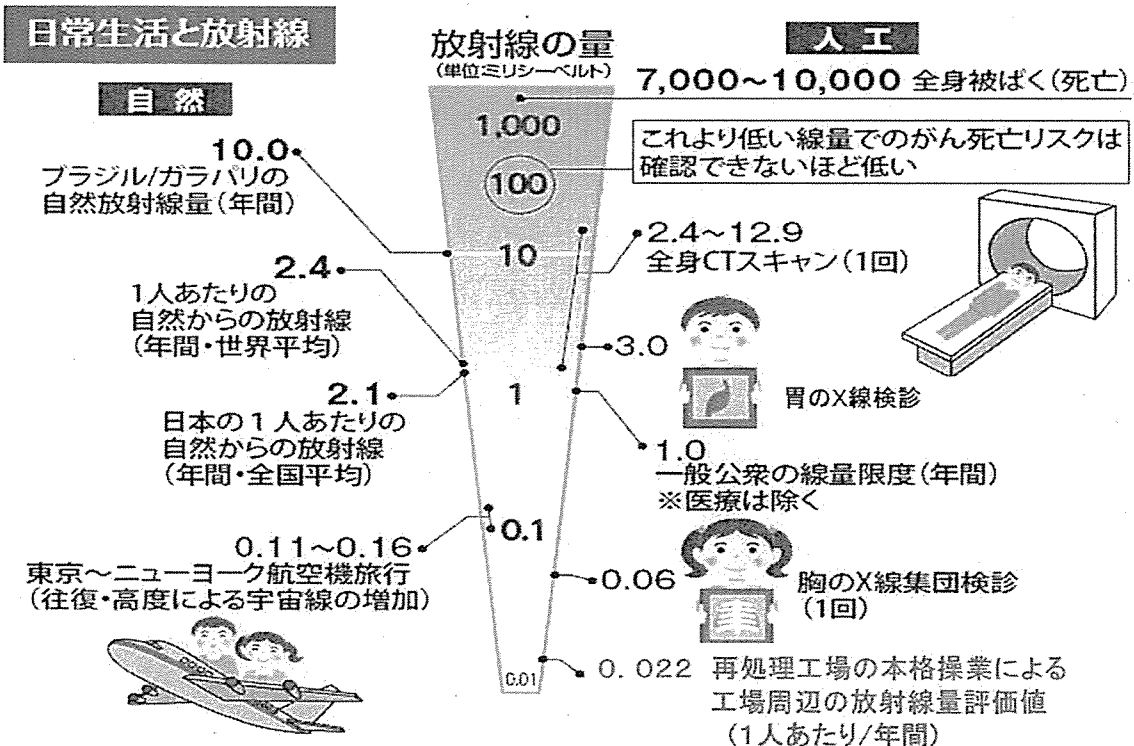 日常生活と放射線
放射線の量
(単位:ミリシーベルト)
自然
10.0
ブラジル/ガラパリの
自然放射線量(年間)
2.4
1人あたりの
自然からの放射線
(年間・世界平均)
2.1
日本の1人あたりの
自然からの放射線
(年間・全国平均)
0.11~0.16
東京~ニューヨーク航空機旅行
(往復・高度による宇宙線の増加)
1,000
100
10
1
0.1
0.01
人工
7,000~10,000 全身被ばく(死亡)
これより低い線量でのがん死亡リスクは
確認できないほど低い
2.4~12.9
全身CTスキャン(1回)
3.0
胃のX線検診
1.0
一般公衆の線量限度(年間)
※医療は除く
0.06
胸のX線集団検診
(1回)
0.022 再処理工場の本格操業による
工場周辺の放射線量評価値
(1人あたり/年間)